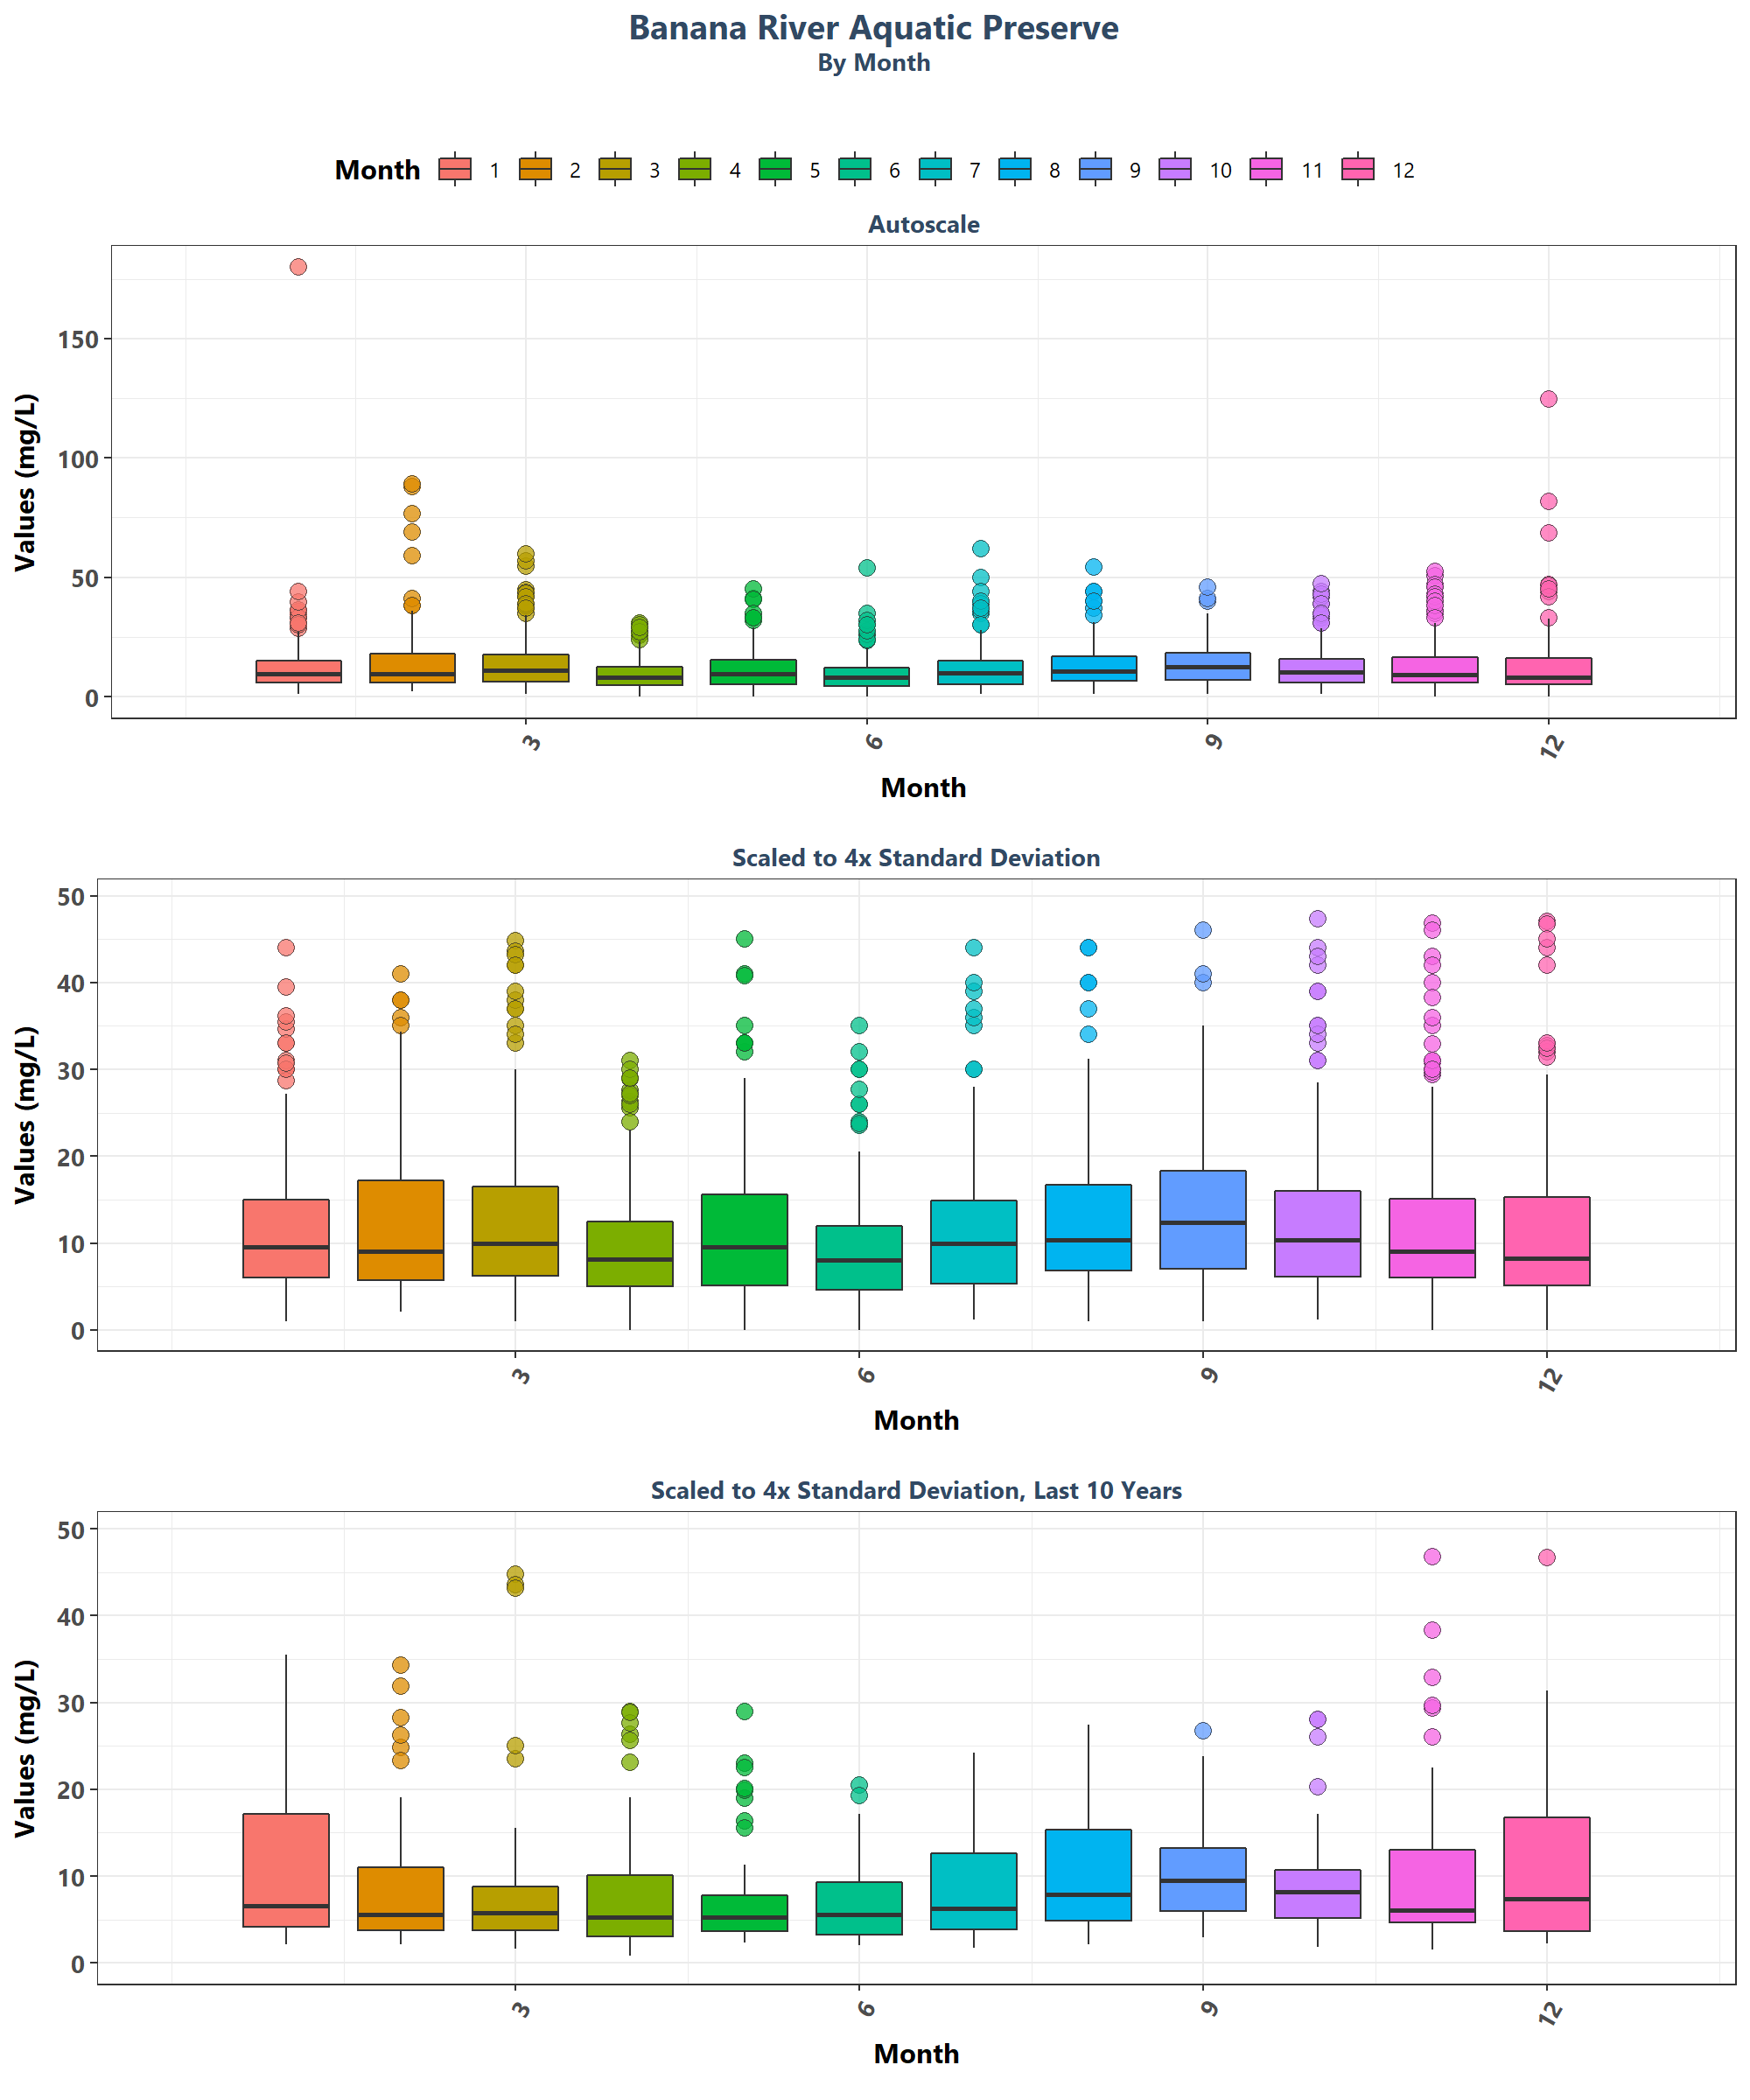 Banana River Aquatic Preserve
By Month
Month 1 2 3 4 5 6 7 8 9 10 11 12
Autoscale
Values (mg/L)
150
100
50
0
3 6 9 12
Month
Scaled to 4x Standard Deviation
Values (mg/L)
50
40
30
20
10
0
3 6 9 12
Month
Scaled to 4x Standard Deviation, Last 10 Years
Values (mg/L)
50
40
30
20
10
0
3 6 9 12
Month